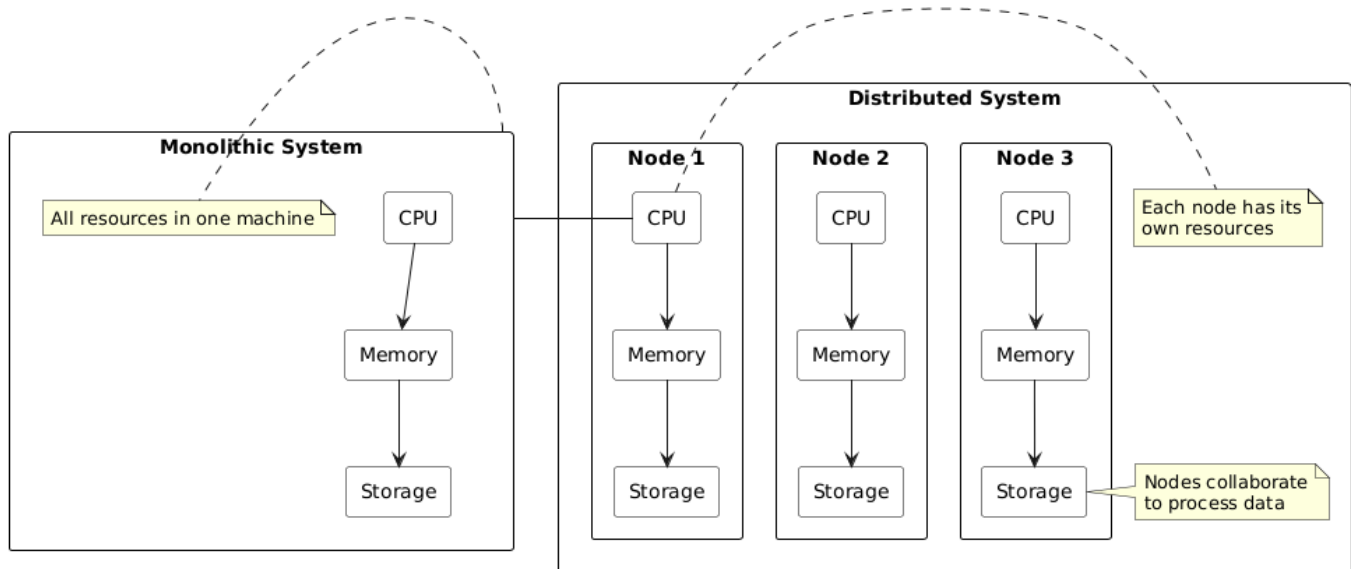 Monolithic System
All resources in one machine
CPU
Memory
Storage
Distributed System
Node 1
CPU
Memory
Storage
Node 2
CPU
Memory
Storage
Node 3
CPU
Memory
Storage
Each node has its
own resources
Nodes collaborate
to process data